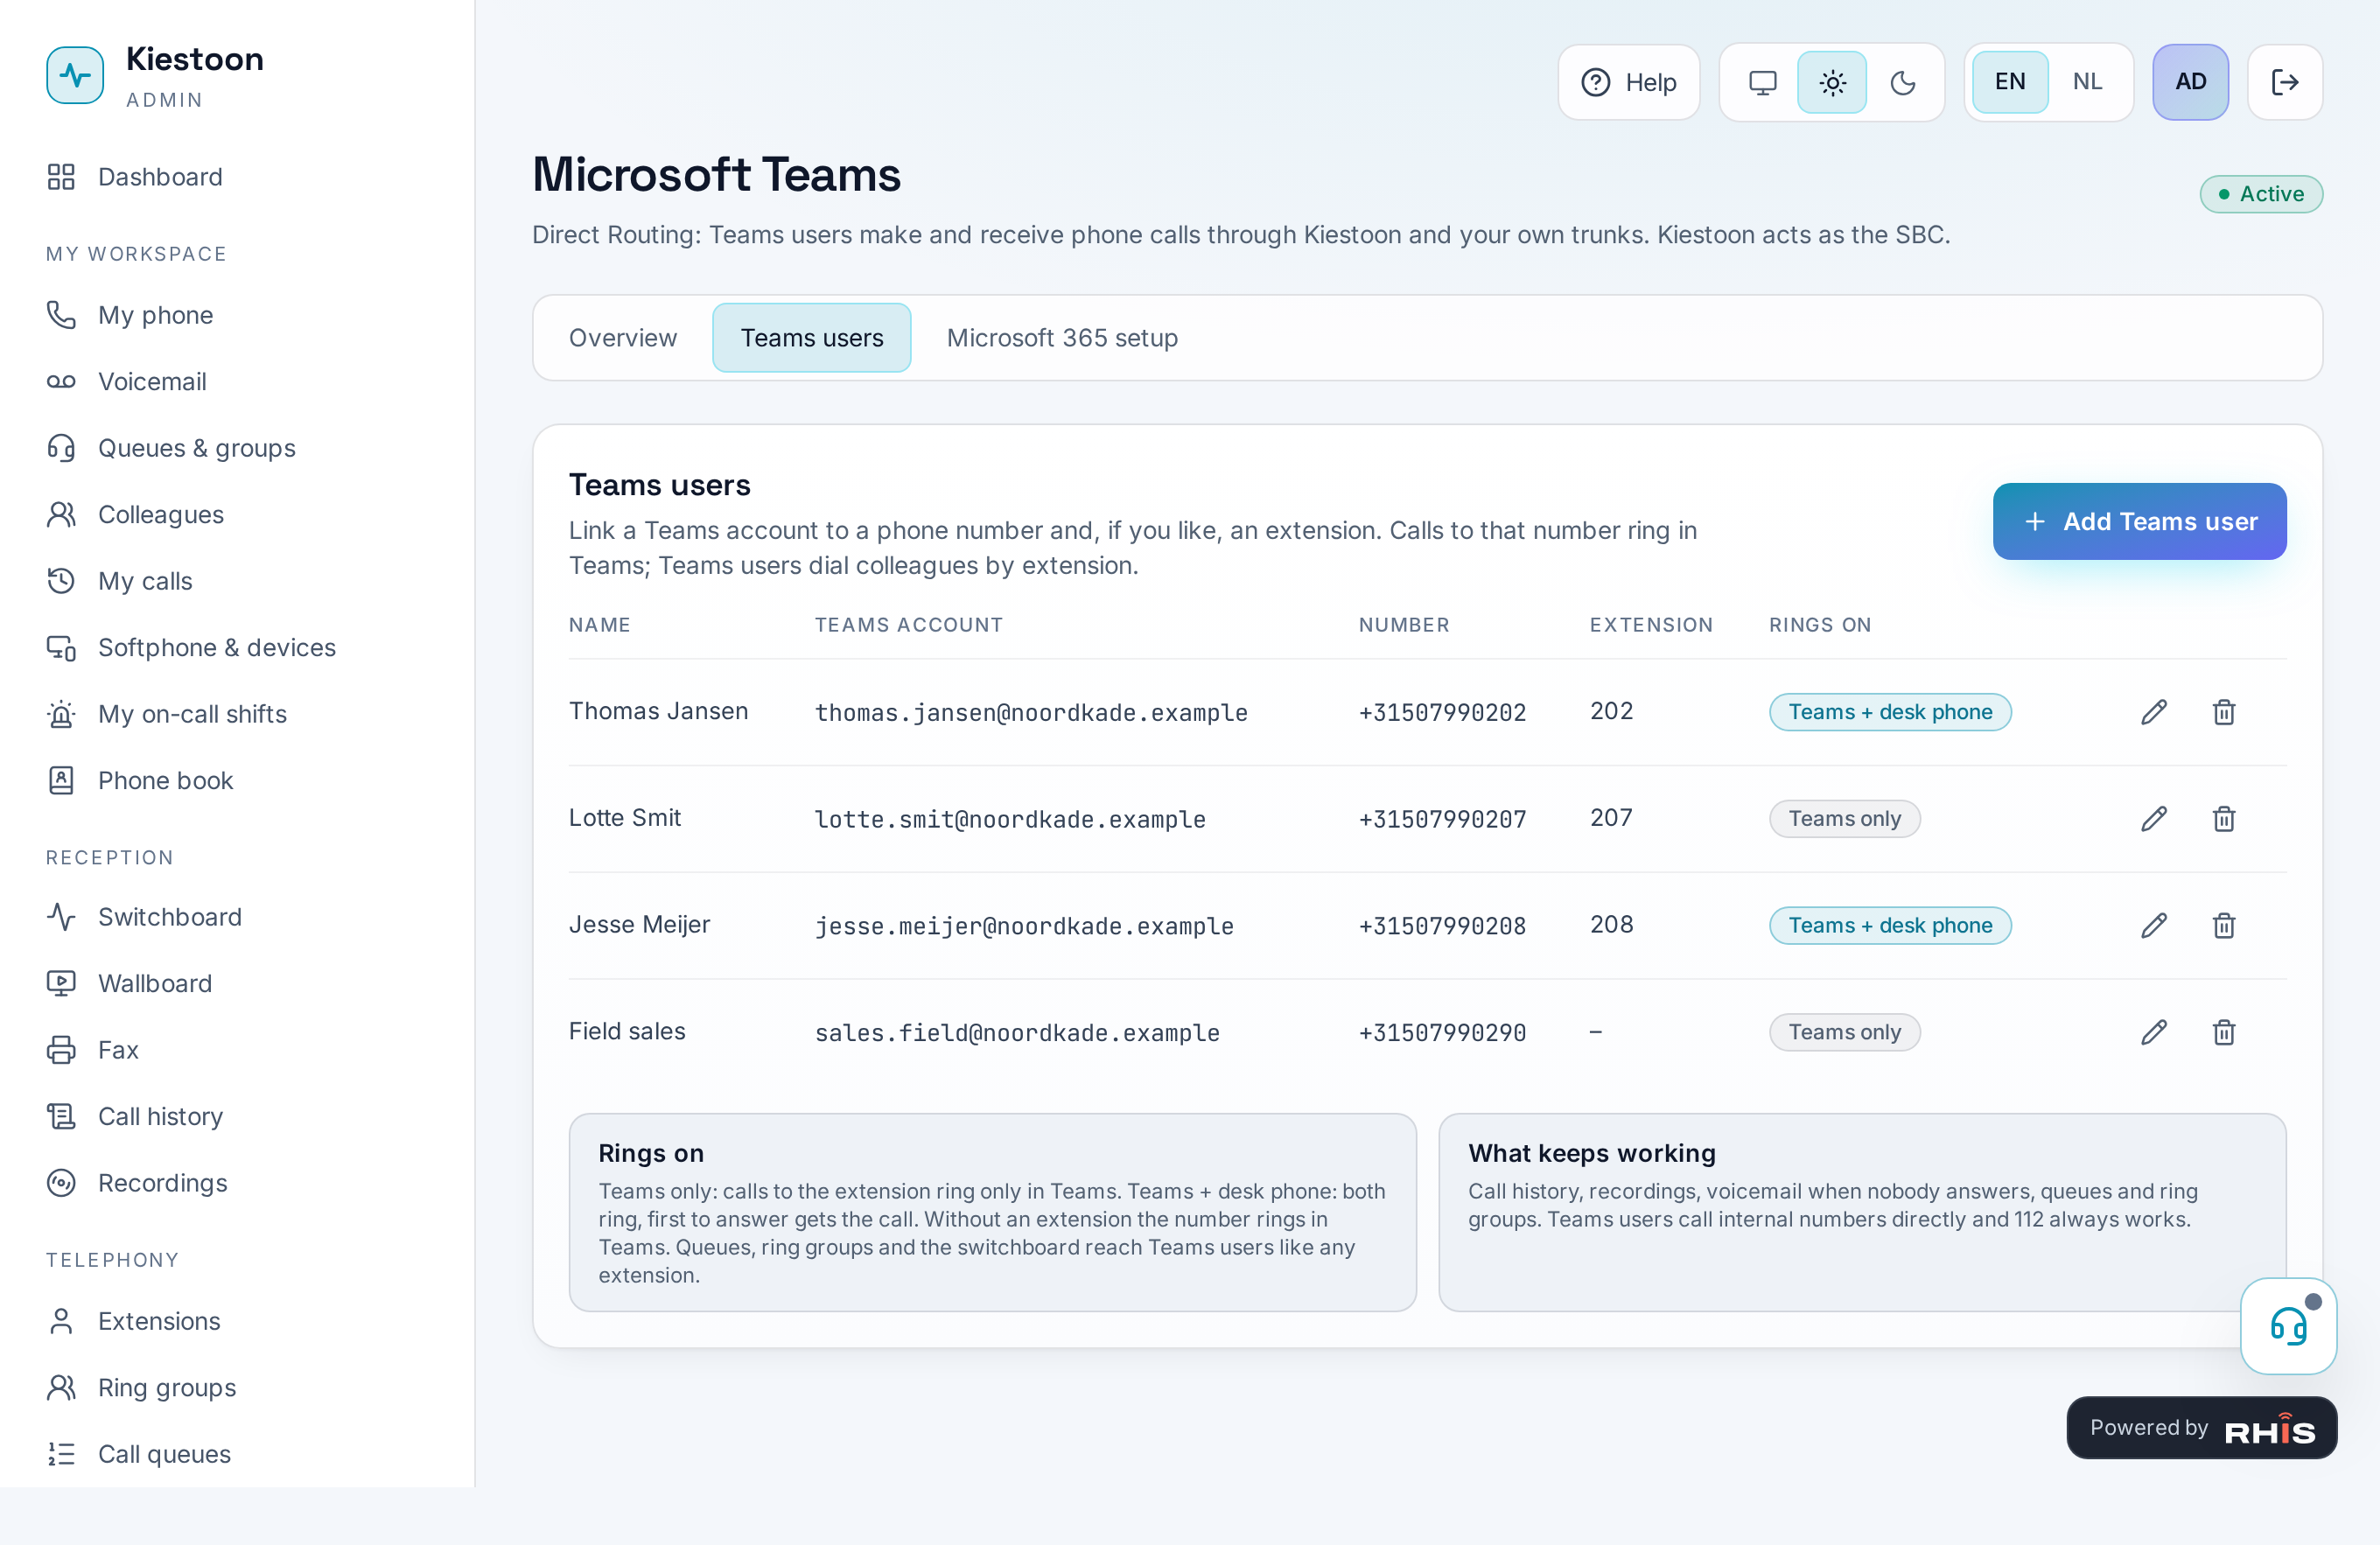 Kiestoon
ADMIN
Dashboard
MY WORKSPACE
My phone
Voicemail
Queues & groups
Colleagues
My calls
Softphone & devices
My on-call shifts
Phone book
RECEPTION
Switchboard
Wallboard
Fax
Call history
Recordings
TELEPHONY
Extensions
Ring groups
Call queues
Help
EN NL
AD
Microsoft Teams
Active
Direct Routing: Teams users make and receive phone calls through Kiestoon and your own trunks. Kiestoon acts as the SBC.
Overview Teams users Microsoft 365 setup
Teams users
Link a Teams account to a phone number and, if you like, an extension. Calls to that number ring in
Teams; Teams users dial colleagues by extension.
Add Teams user
NAME TEAMS ACCOUNT NUMBER EXTENSION RINGS ON
Thomas Jansen thomas.jansen@noordkade.example +31507990202 202 Teams + desk phone
Lotte Smit lotte.smit@noordkade.example +31507990207 207 Teams only
Jesse Meijer jesse.meijer@noordkade.example +31507990208 208 Teams + desk phone
Field sales sales.field@noordkade.example +31507990290 – Teams only
Rings on
Teams only: calls to the extension ring only in Teams. Teams + desk phone: both
ring, first to answer gets the call. Without an extension the number rings in
Teams. Queues, ring groups and the switchboard reach Teams users like any
extension.
What keeps working
Call history, recordings, voicemail when nobody answers, queues and ring
groups. Teams users call internal numbers directly and 112 always works.
Powered by RHiS